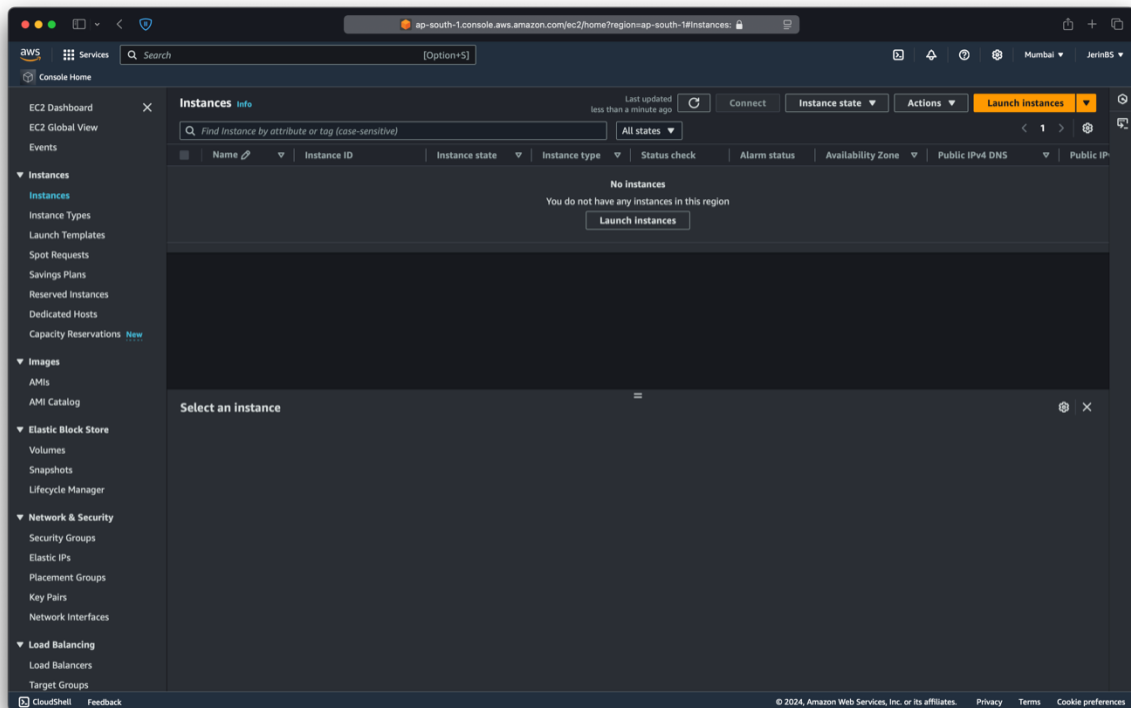 ap-south-1.console.aws.amazon.com/ec2/home?region=ap-south-1#Instances:
aws Services Search [Option+S] Mumbai JerinBS
Console Home
EC2 Dashboard
EC2 Global View
Events
Instances
Instances
Instance Types
Launch Templates
Spot Requests
Savings Plans
Reserved Instances
Dedicated Hosts
Capacity Reservations New
Images
AMIs
AMI Catalog
Elastic Block Store
Volumes
Snapshots
Lifecycle Manager
Network & Security
Security Groups
Elastic IPs
Placement Groups
Key Pairs
Network Interfaces
Load Balancing
Load Balancers
Target Groups
Instances Info
Last updated
less than a minute ago
Connect Instance state Actions Launch instances
Find Instance by attribute or tag (case-sensitive) All states 1
Name Instance ID Instance state Instance type Status check Alarm status Availability Zone Public IPv4 DNS Public IP
No instances
You do not have any instances in this region
Launch instances
Select an instance
CloudShell Feedback © 2024, Amazon Web Services, Inc. or its affiliates. Privacy Terms Cookie preferences